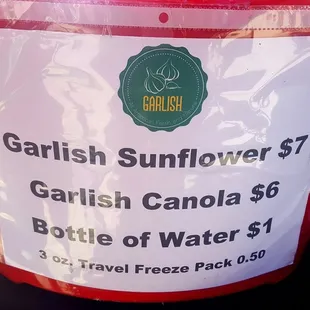 GARLISH
Garlish Sunflower $7
Garlish Canola $6
Bottle of Water $1
3 oz. Travel Freeze Pack 0.50